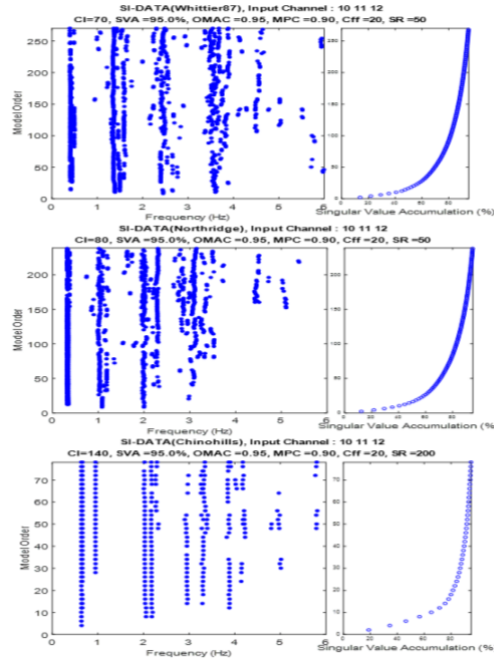 SI-DATA(Whittier87), Input Channel : 10 11 12
CI=70, SVA =95.0%, OMAC =0.95, MPC =0.90, Cff =20, SR =50
Model Order
250
200
150
100
50
0
0 1 2 3 4 5 6
Frequency (Hz)
Singular Value Accumulation (%)
SI-DATA(Northridge), Input Channel : 10 11 12
CI=80, SVA =95.0%, OMAC =0.95, MPC =0.90, Cff =20, SR =50
Model Order
200
150
100
50
0
0 1 2 3 4 5 6
Frequency (Hz)
Singular Value Accumulation (%)
SI-DATA(Chinohills), Input Channel : 10 11 12
CI=140, SVA =95.0%, OMAC =0.95, MPC =0.90, Cff =20, SR =200
Model Order
70
60
50
40
30
20
10
0
0 1 2 3 4 5 6
Frequency (Hz)
Singular Value Accumulation (%